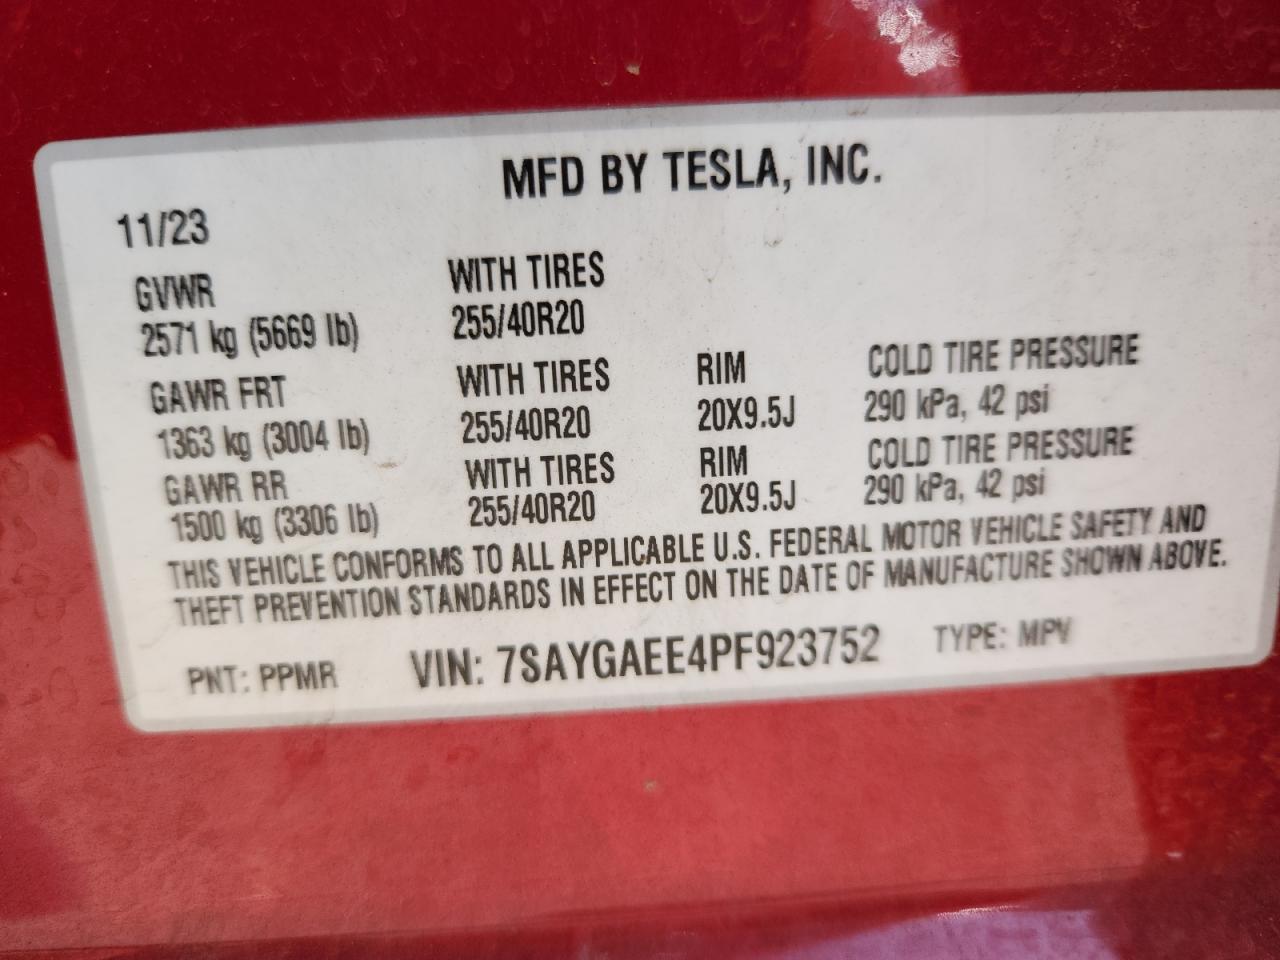 MFD BY TESLA, INC.
11/23
GVWR WITH TIRES
2571 kg (5669 lb) 255/40R20
GAWR FRT WITH TIRES RIM COLD TIRE PRESSURE
1363 kg (3004 lb) 255/40R20 20X9.5J 290 kPa, 42 psi
GAWR RR WITH TIRES RIM COLD TIRE PRESSURE
1500 kg (3306 lb) 255/40R20 20X9.5J 290 kPa, 42 psi
THIS VEHICLE CONFORMS TO ALL APPLICABLE U.S. FEDERAL MOTOR VEHICLE SAFETY AND
THEFT PREVENTION STANDARDS IN EFFECT ON THE DATE OF MANUFACTURE SHOWN ABOVE.
PNT: PPMR VIN: 7SAYGAEE4PF923752 TYPE: MPV